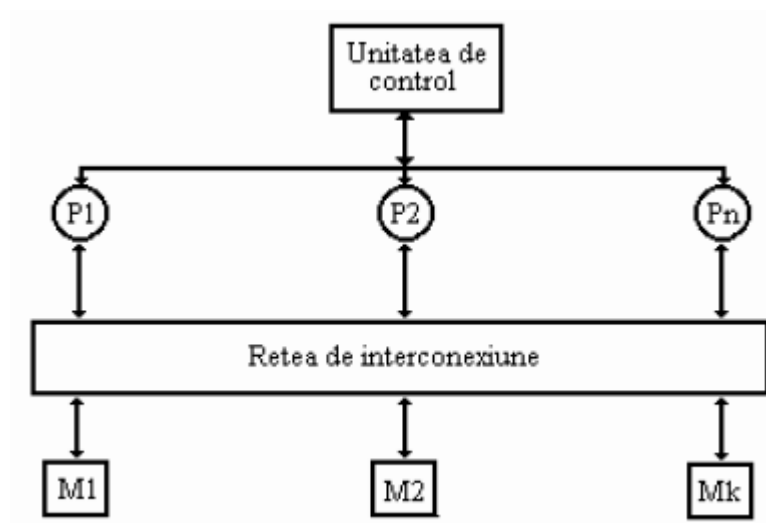 Unitatea de
control
P1 P2 Pn
Retea de interconexiune
M1 M2 Mk